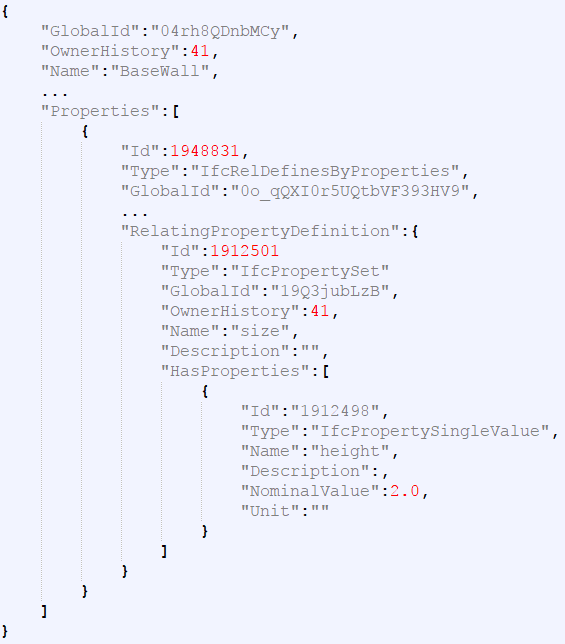 {
    "GlobalId":"04rh8QDnbMCy",
    "OwnerHistory":41,
    "Name":"BaseWall",
    ...
    "Properties":[
        {
            "Id":1948831,
            "Type":"IfcRelDefinesByProperties",
            "GlobalId":"0o_qQXI0r5UQtbVF393HV9",
            ...
            "RelatingPropertyDefinition":{
                "Id":1912501
                "Type":"IfcPropertySet"
                "GlobalId":"19Q3jubLzB",
                "OwnerHistory":41,
                "Name":"size",
                "Description":"",
                "HasProperties":[
                    {
                        "Id":"1912498",
                        "Type":"IfcPropertySingleValue",
                        "Name":"height",
                        "Description":,
                        "NominalValue":2.0,
                        "Unit":""
                    }
                ]
            }
        }
    ]
}